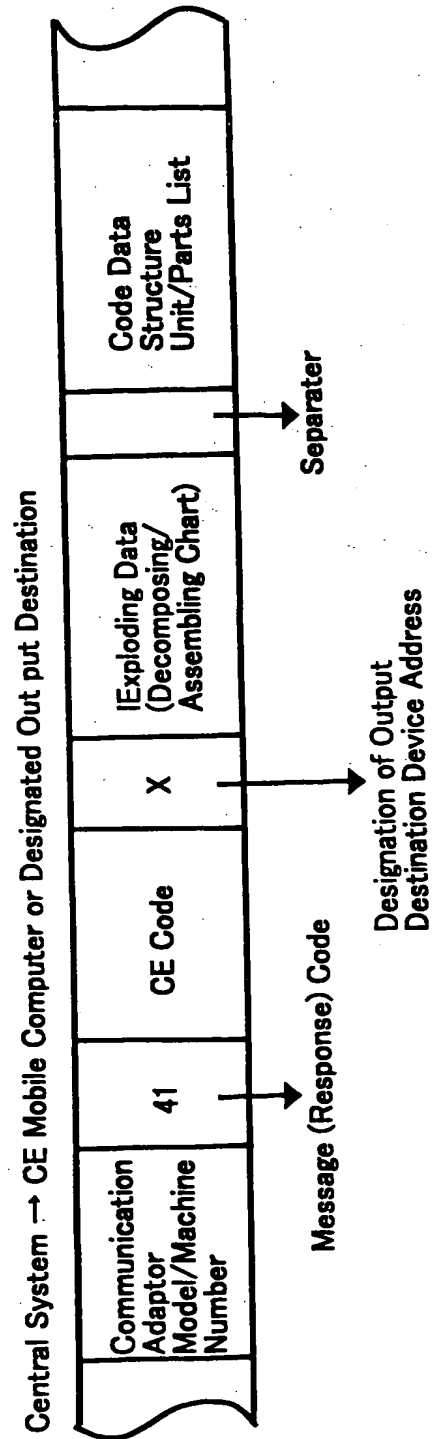 Central System → CE Mobile Computer or Designated Out put Destination
Communication
Adaptor
Model/Machine
Number
41
CE Code
X
IExploding Data
(Decomposing/
Assembling Chart)
Code Data
Structure
Unit/Parts List
Message (Response) Code
Designation of Output
Destination Device Address
Separater